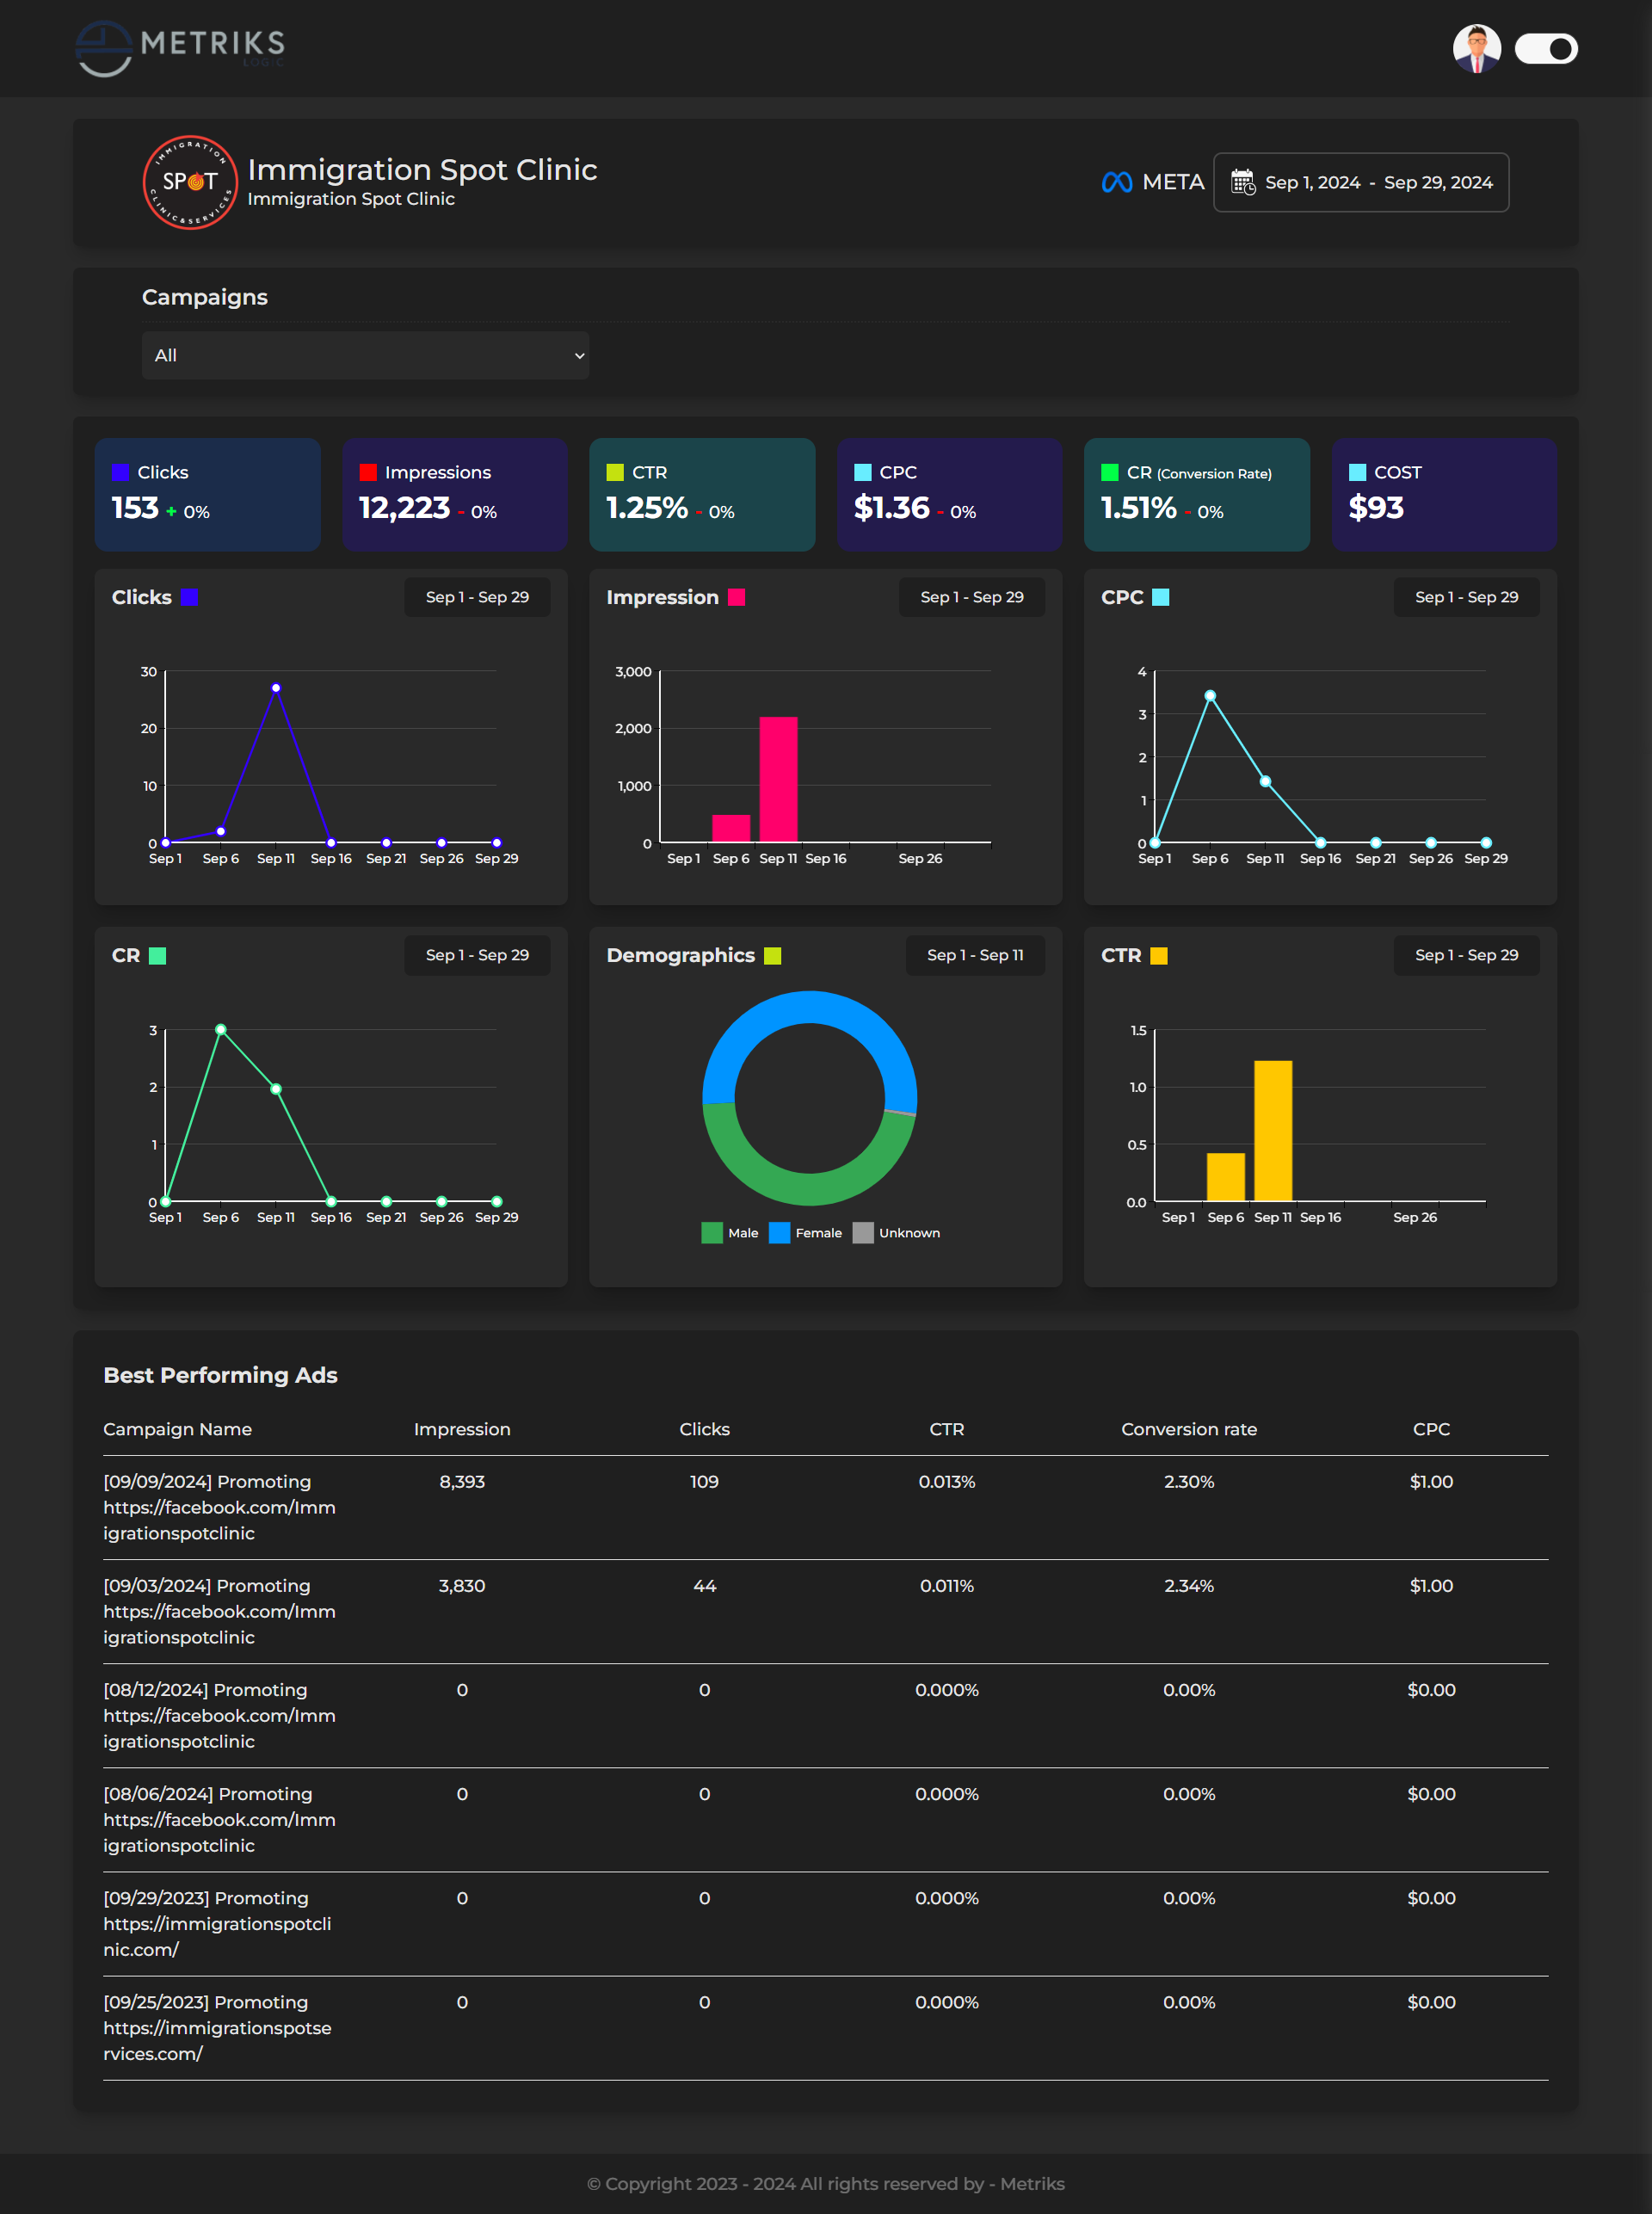 METRIKS
LOGIC
IMMIGRATION
SPOT
CLINIC&SERVICES
Immigration Spot Clinic
Immigration Spot Clinic
META
Sep 1, 2024 - Sep 29, 2024
Campaigns
All
Clicks
153 + 0%
Impressions
12,223 - 0%
CTR
1.25% - 0%
CPC
$1.36 - 0%
CR (Conversion Rate)
1.51% - 0%
COST
$93
Clicks
Sep 1 - Sep 29
30
20
10
0
Sep 1 Sep 6 Sep 11 Sep 16 Sep 21 Sep 26 Sep 29
Impression
Sep 1 - Sep 29
3,000
2,000
1,000
0
Sep 1 Sep 6 Sep 11 Sep 16 Sep 26
CPC
Sep 1 - Sep 29
4
3
2
1
0
Sep 1 Sep 6 Sep 11 Sep 16 Sep 21 Sep 26 Sep 29
CR
Sep 1 - Sep 29
3
2
1
0
Sep 1 Sep 6 Sep 11 Sep 16 Sep 21 Sep 26 Sep 29
Demographics
Sep 1 - Sep 11
Male Female Unknown
CTR
Sep 1 - Sep 29
1.5
1.0
0.5
0.0
Sep 1 Sep 6 Sep 11 Sep 16 Sep 26
Best Performing Ads
Campaign Name Impression Clicks CTR Conversion rate CPC
[09/09/2024] Promoting 8,393 109 0.013% 2.30% $1.00
https://facebook.com/Imm
igrationspotclinic
[09/03/2024] Promoting 3,830 44 0.011% 2.34% $1.00
https://facebook.com/Imm
igrationspotclinic
[08/12/2024] Promoting 0 0 0.000% 0.00% $0.00
https://facebook.com/Imm
igrationspotclinic
[08/06/2024] Promoting 0 0 0.000% 0.00% $0.00
https://facebook.com/Imm
igrationspotclinic
[09/29/2023] Promoting 0 0 0.000% 0.00% $0.00
https://immigrationspotcli
nic.com/
[09/25/2023] Promoting 0 0 0.000% 0.00% $0.00
https://immigrationspotse
rvices.com/
© Copyright 2023 - 2024 All rights reserved by - Metriks